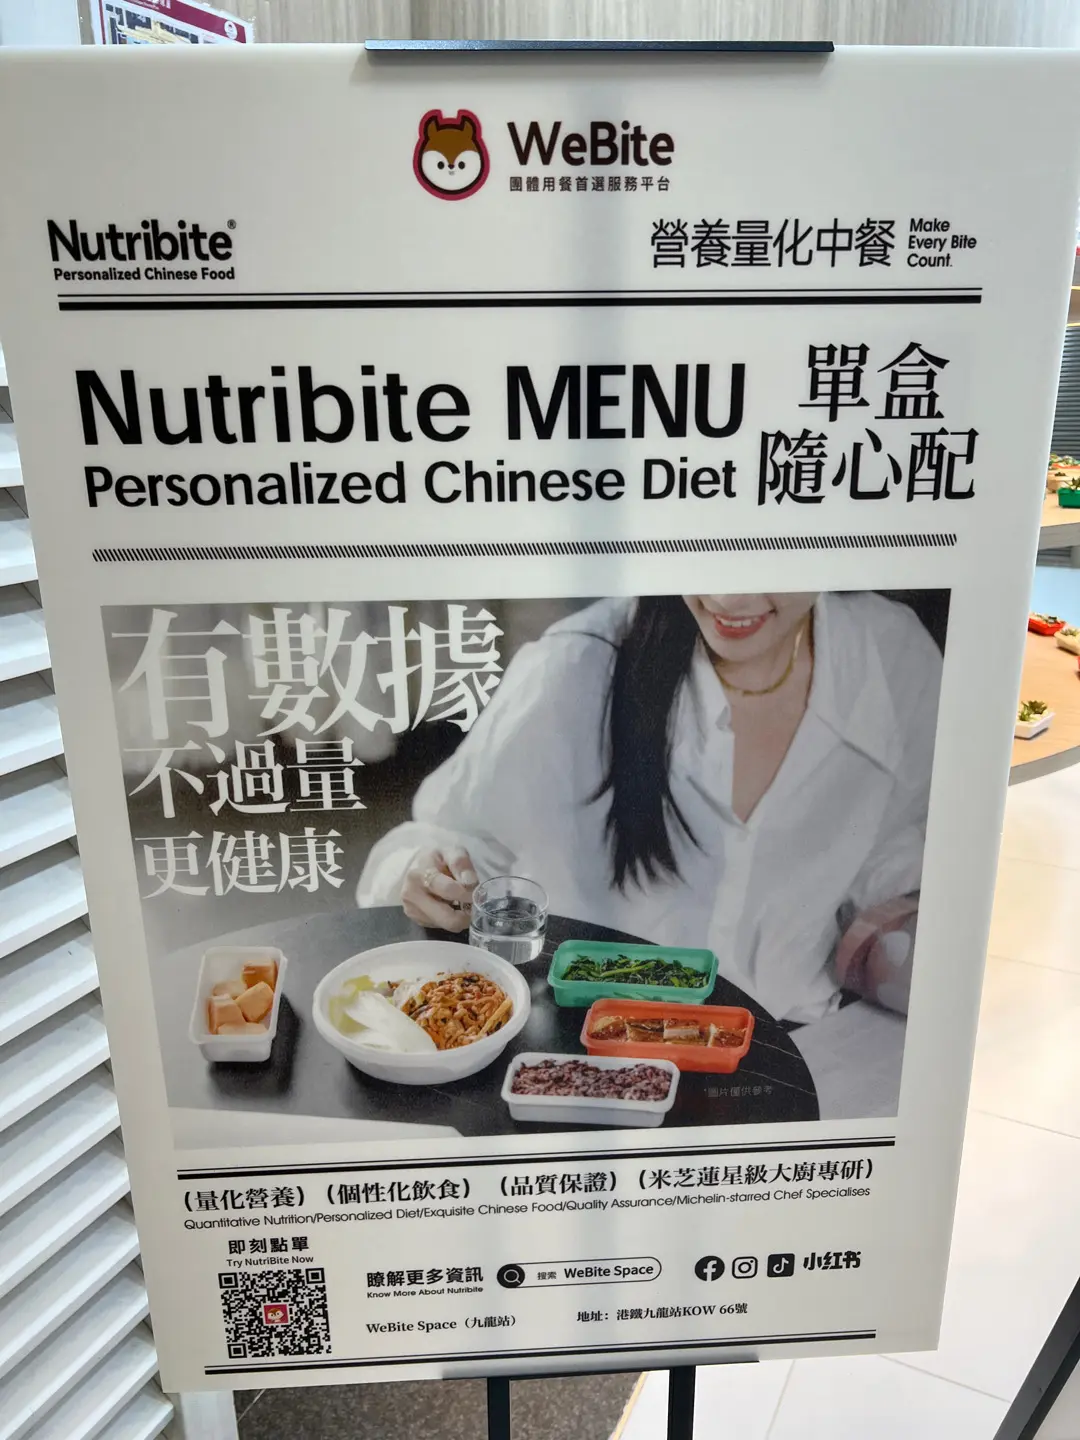 WeBite
團體用餐首選服務平台
Nutribite®
Personalized Chinese Food
營養量化中餐
Make
Every Bite
Count.
Nutribite MENU
Personalized Chinese Diet
單盒
隨心配
有數據
不過量
更健康
*圖片僅供參考
(量化營養) (個性化飲食) (品質保證) (米芝蓮星級大廚專研)
Quantitative Nutrition/Personalized Diet/Exquisite Chinese Food/Quality Assurance/Michelin-starred Chef Specialises
即刻點單
Try NutriBite Now
瞭解更多資訊
Know More About Nutribite
搜索 WeBite Space
小红书
WeBite Space（九龍站）
地址：港鐵九龍站KOW 66號